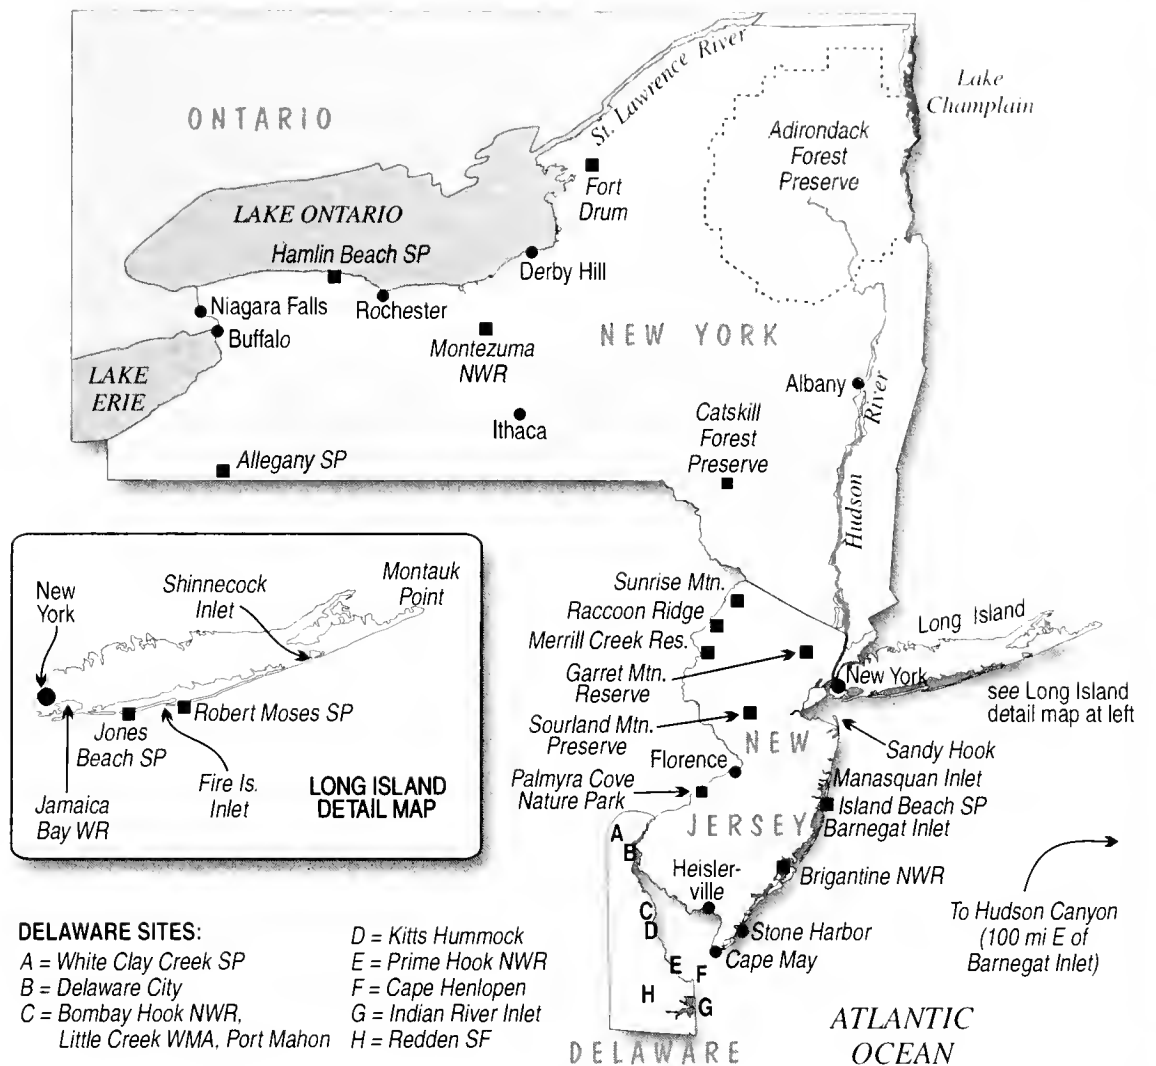 St. Lawrence River
Lake
Champlain
ONTARIO
Adirondack
Forest
Preserve
Fort
Drum
LAKE ONTARIO
Hamlin Beach SP
Derby Hill
Niagara Falls
Rochester
Buffalo
NEW YORK
Montezuma
NWR
LAKE
ERIE
Albany
Hudson River
Ithaca
Catskill
Forest
Preserve
Allegany SP
New
York
Shinnecock
Inlet
Montauk
Point
Robert Moses SP
Jones
Beach SP
Fire Is.
Inlet
Jamaica
Bay WR
LONG ISLAND
DETAIL MAP
Sunrise Mtn.
Raccoon Ridge
Merrill Creek Res.
Garret Mtn.
Reserve
Long Island
New York
see Long Island
detail map at left
Sourland Mtn.
Preserve
NEW
Sandy Hook
Florence
Manasquan Inlet
Palmyra Cove
Nature Park
Island Beach SP
JERSEY
Barnegat Inlet
A
B
Heisler-
ville
Brigantine NWR
C
D
Stone Harbor
To Hudson Canyon
(100 mi E of
Barnegat Inlet)
E
F
Cape May
H
G
DELAWARE
ATLANTIC
OCEAN
DELAWARE SITES:
A = White Clay Creek SP
B = Delaware City
C = Bombay Hook NWR,
Little Creek WMA, Port Mahon
D = Kitts Hummock
E = Prime Hook NWR
F = Cape Henlopen
G = Indian River Inlet
H = Redden SF